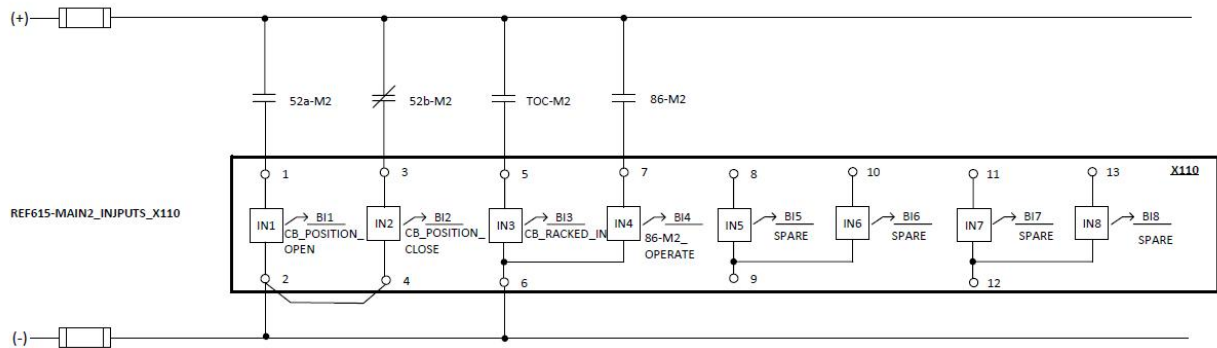 (+)
52a-M2
52b-M2
TOC-M2
86-M2
X110
1
3
5
7
8
10
11
13
REF615-MAIN2_INJPUTS_X110
IN1
BI1
CB_POSITION_
OPEN
IN2
BI2
CB_POSITION_
CLOSE
IN3
BI3
CB_RACKED_IN
IN4
BI4
86-M2_
OPERATE
IN5
BI5
SPARE
IN6
BI6
SPARE
IN7
BI7
SPARE
IN8
BI8
SPARE
2
4
6
9
12
(-)